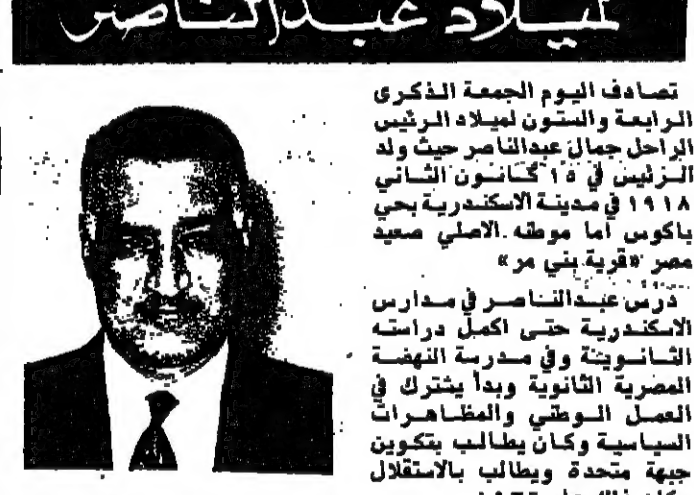 لميلاد عبدالناصر
تصادف اليوم الجمعة الذكرى
الرابعة والستون لميلاد الرئيس
الراحل جمال عبدالناصر حيث ولد
الرئيس في ١٥ كانون الثاني
١٩١٨ في مدينة الاسكندرية بحي
باكوس اما موطنه الاصلي صعيد
مصر «قرية بني مر»
درس عبدالناصر في مدارس
الاسكندرية حتى اكمل دراسته
الثانوية وفي مدرسة النهضة
المصرية الثانوية وبدأ يشترك في
العمل الوطني والمظاهرات
السياسية وكان يطالب بتكوين
جبهة متحدة ويطالب بالاستقلال